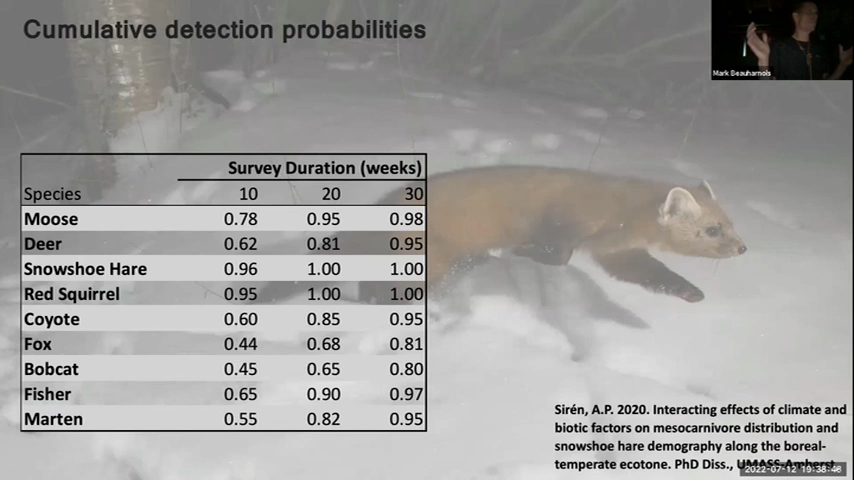 Cumulative detection probabilities
Mark Beauharnois
Survey Duration (weeks)
Species 10 20 30
Moose 0.78 0.95 0.98
Deer 0.62 0.81 0.95
Snowshoe Hare 0.96 1.00 1.00
Red Squirrel 0.95 1.00 1.00
Coyote 0.60 0.85 0.95
Fox 0.44 0.68 0.81
Bobcat 0.45 0.65 0.80
Fisher 0.65 0.90 0.97
Marten 0.55 0.82 0.95
Sirén, A.P. 2020. Interacting effects of climate and
biotic factors on mesocarnivore distribution and
snowshoe hare demography along the boreal-
temperate ecotone. PhD Diss., UMASS-Amherst.
2022-07-12 19:38:46